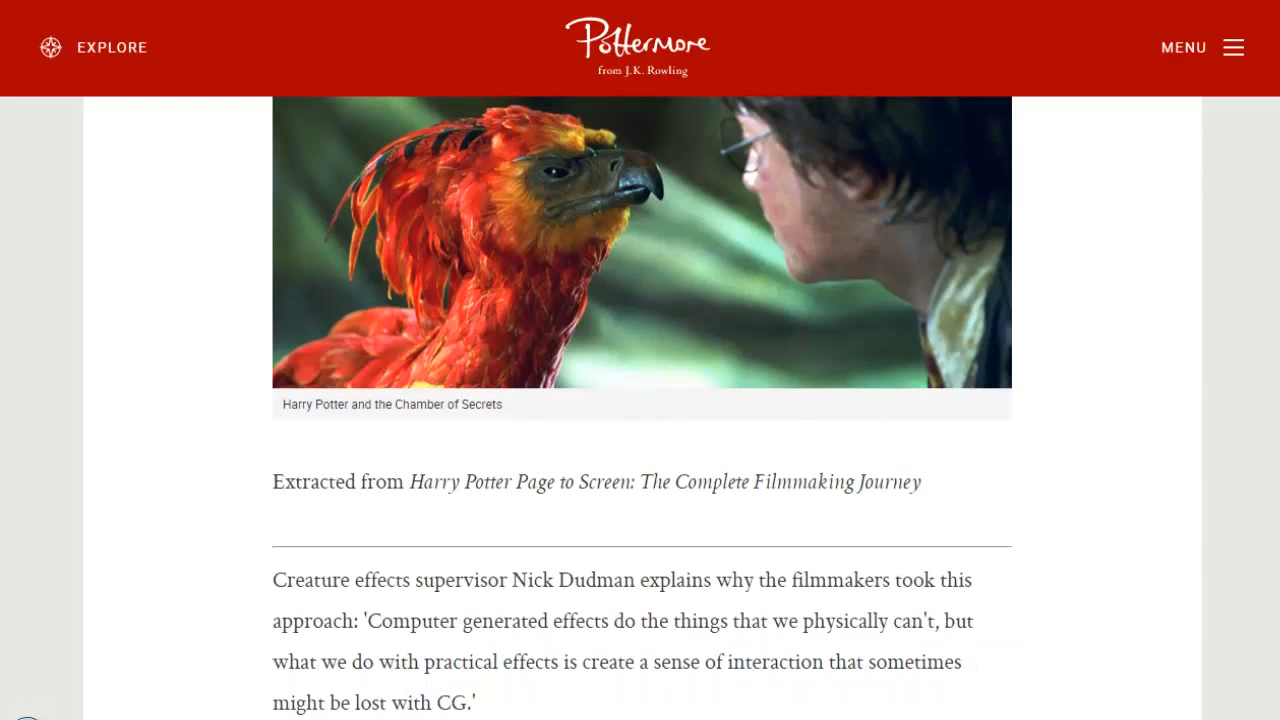 EXPLORE
Pottermore
from J.K. Rowling
MENU
Harry Potter and the Chamber of Secrets
Extracted from Harry Potter Page to Screen: The Complete Filmmaking Journey
Creature effects supervisor Nick Dudman explains why the filmmakers took this
approach: 'Computer generated effects do the things that we physically can't, but
what we do with practical effects is create a sense of interaction that sometimes
might be lost with CG.'